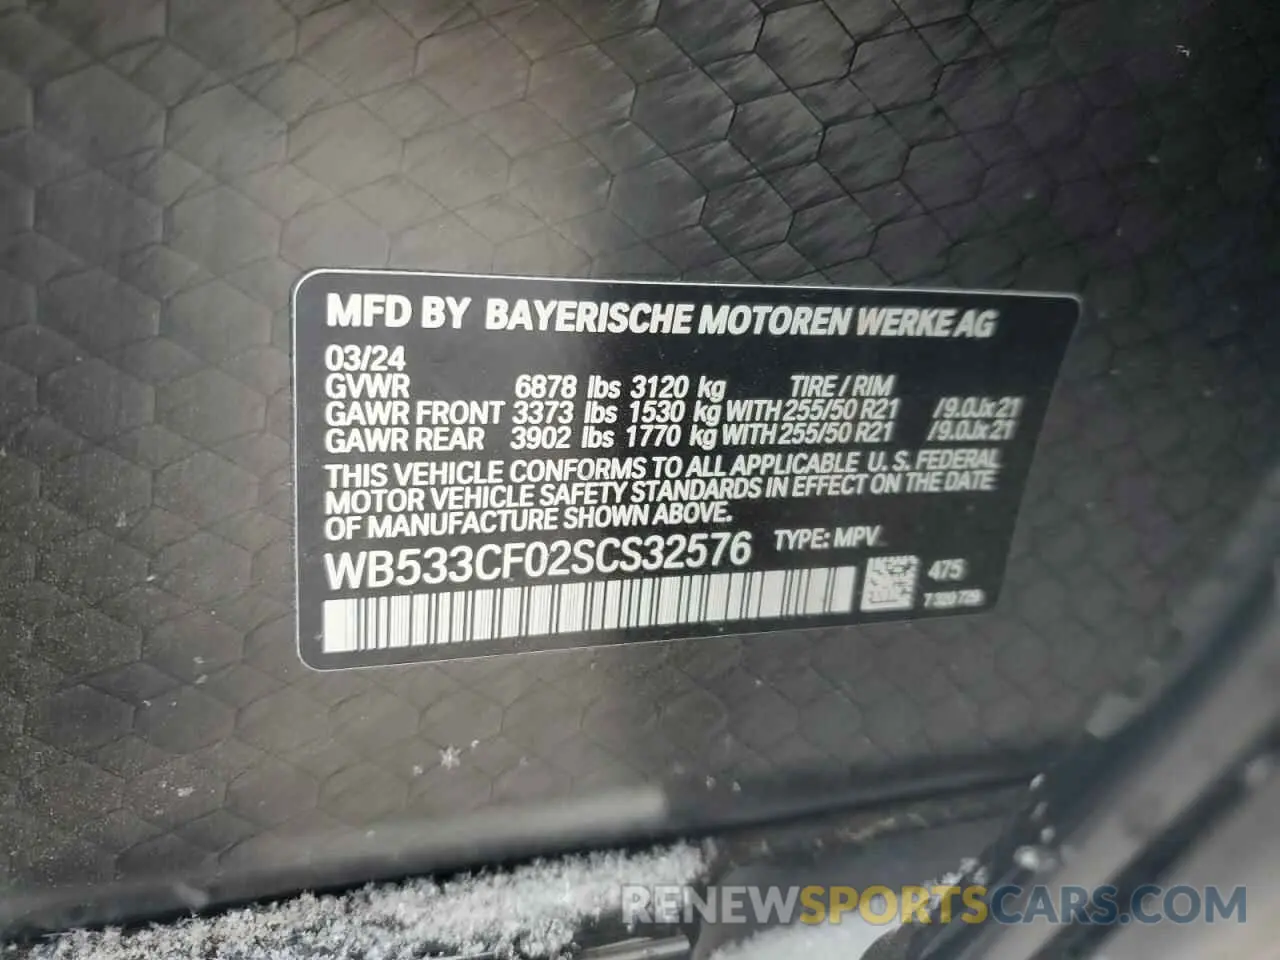 MFD BY BAYERISCHE MOTOREN WERKE AG
03/24
GVWR 6878 lbs 3120 kg TIRE / RIM
GAWR FRONT 3373 lbs 1530 kg WITH 255/50 R21 /9.0Jx21
GAWR REAR 3902 lbs 1770 kg WITH 255/50 R21 /9.0Jx21
THIS VEHICLE CONFORMS TO ALL APPLICABLE U. S. FEDERAL
MOTOR VEHICLE SAFETY STANDARDS IN EFFECT ON THE DATE
OF MANUFACTURE SHOWN ABOVE.
WB533CF02SCS32576 TYPE: MPV
475
RENEWSPORTSCARS.COM